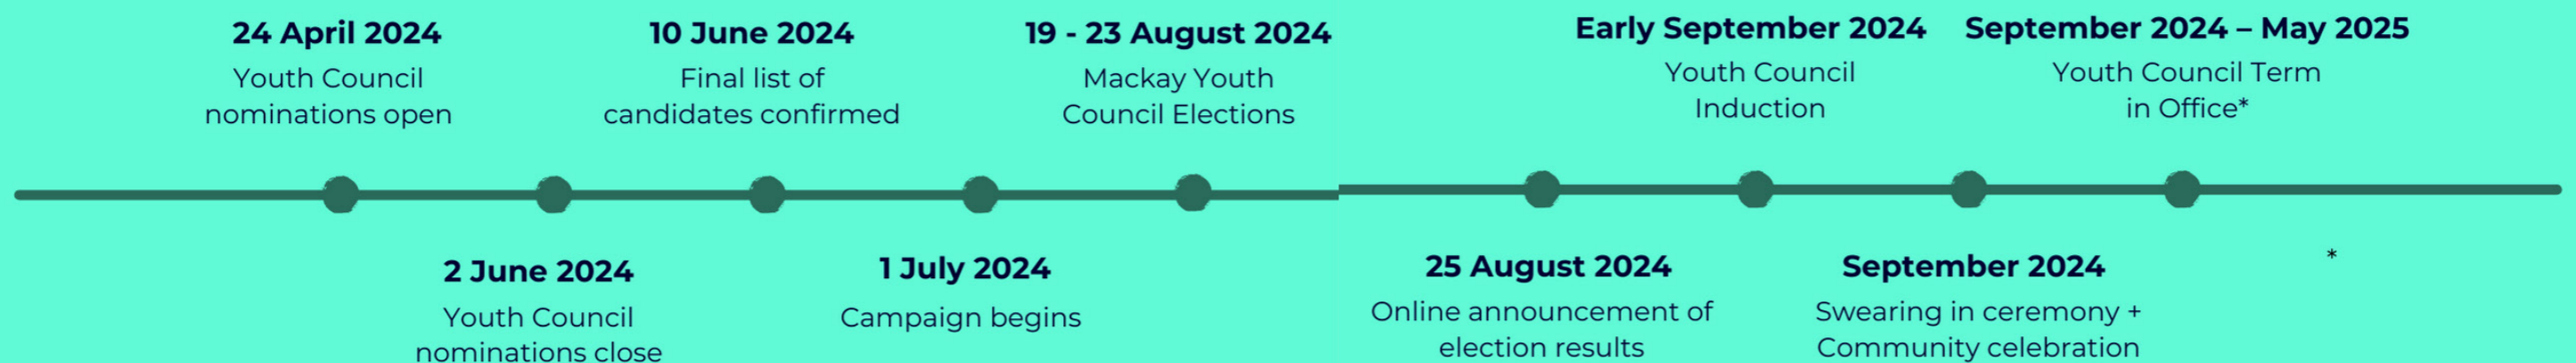 24 April 2024
Youth Council
nominations open
2 June 2024
Youth Council
nominations close
10 June 2024
Final list of
candidates confirmed
1 July 2024
Campaign begins
19 - 23 August 2024
Mackay Youth
Council Elections
25 August 2024
Online announcement of
election results
Early September 2024
Youth Council
Induction
September 2024
Swearing in ceremony +
Community celebration
September 2024 – May 2025
Youth Council Term
in Office*
*